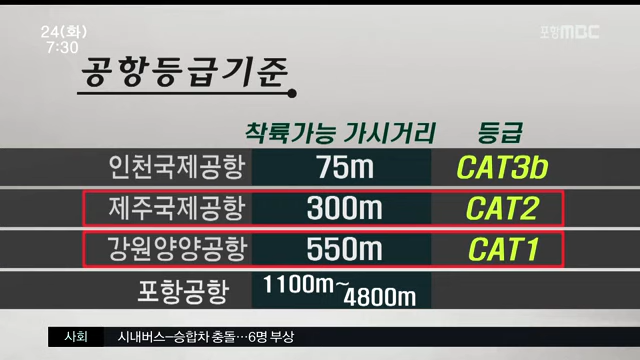 24(화)
7:30
포항MBC
공항등급기준
착륙가능 가시거리 등급
인천국제공항 75m CAT3b
제주국제공항 300m CAT2
강원양양공항 550m CAT1
포항공항 1100m~
4800m
사회 시내버스-승합차 충돌…6명 부상